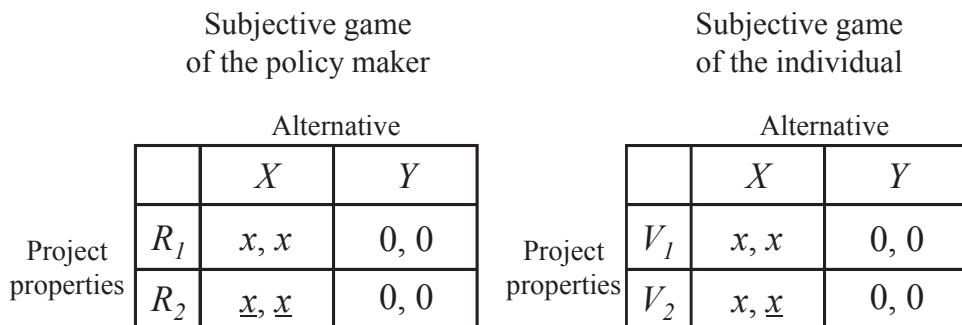 Subjective game
of the policy maker
Alternative
X Y
Project
properties
R₁ x, x 0, 0
R₂ x, x 0, 0
Subjective game
of the individual
Alternative
X Y
Project
properties
V₁ x, x 0, 0
V₂ x, x 0, 0